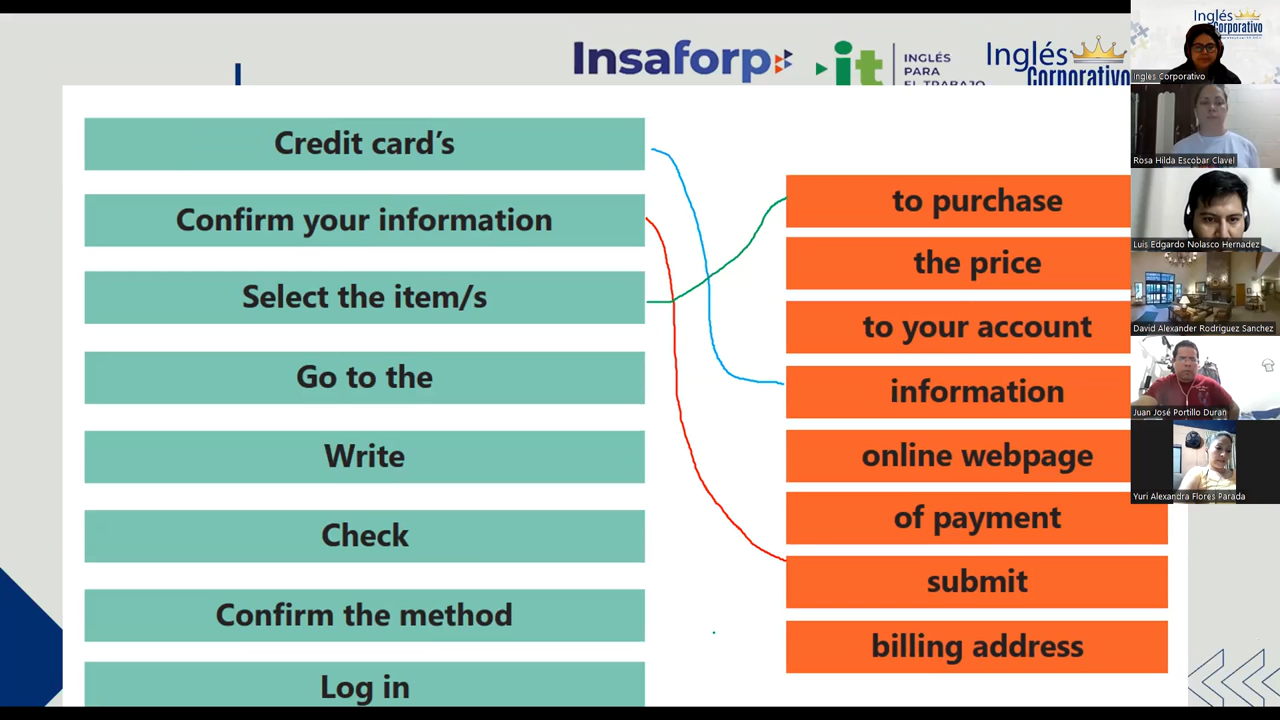 Insaforp
it
INGLÉS
PARA
EL TRABAJO
Inglés
Corporativo
Credit card's
Confirm your information
Select the item/s
Go to the
Write
Check
Confirm the method
Log in
to purchase
the price
to your account
information
online webpage
of payment
submit
billing address
Inglés
Corporativo
Ingles Corporativo
Rosa Hilda Escobar Clavel
Luis Edgardo Nolasco Hernadez
David Alexander Rodriguez Sanchez
Juan José Portillo Duran
Yuri Alexandra Flores Parada